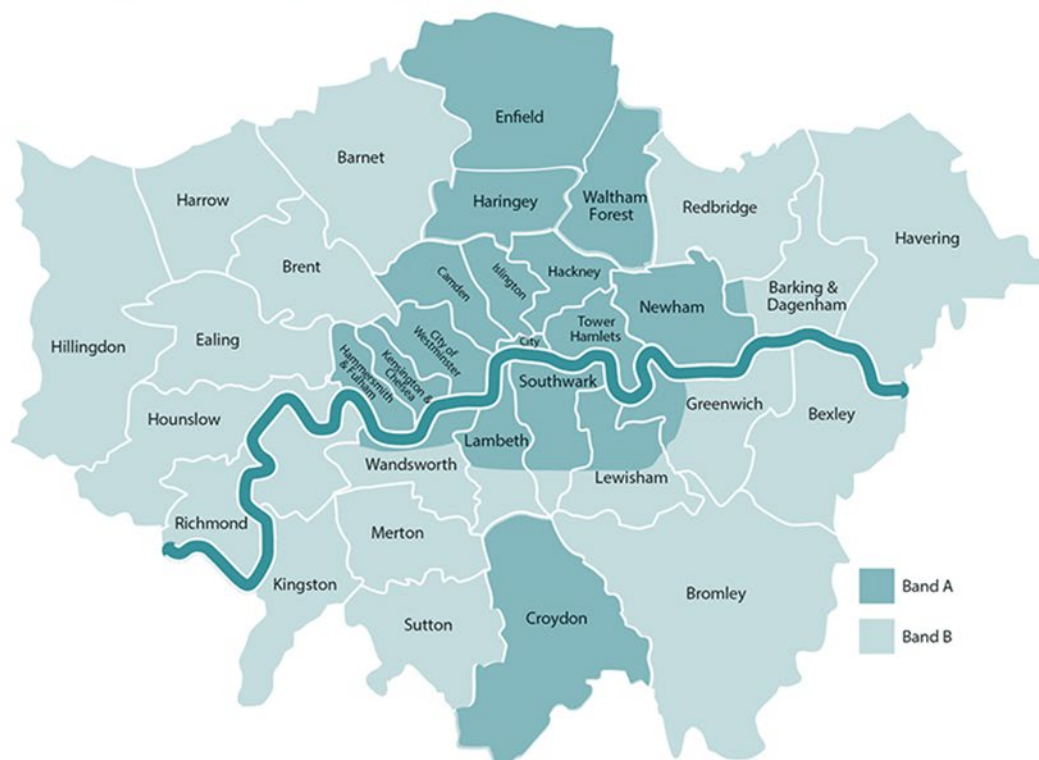 Enfield
Barnet
Harrow
Haringey
Waltham
Forest
Redbridge
Havering
Brent
Camden
Islington
Hackney
Barking &
Dagenham
Newham
Hillingdon
Ealing
Hammersmith
& Fulham
Kensington &
Chelsea
City of
Westminster
City
Tower
Hamlets
Southwark
Hounslow
Greenwich
Bexley
Lambeth
Wandsworth
Lewisham
Richmond
Merton
Kingston
Sutton
Croydon
Bromley
Band A
Band B